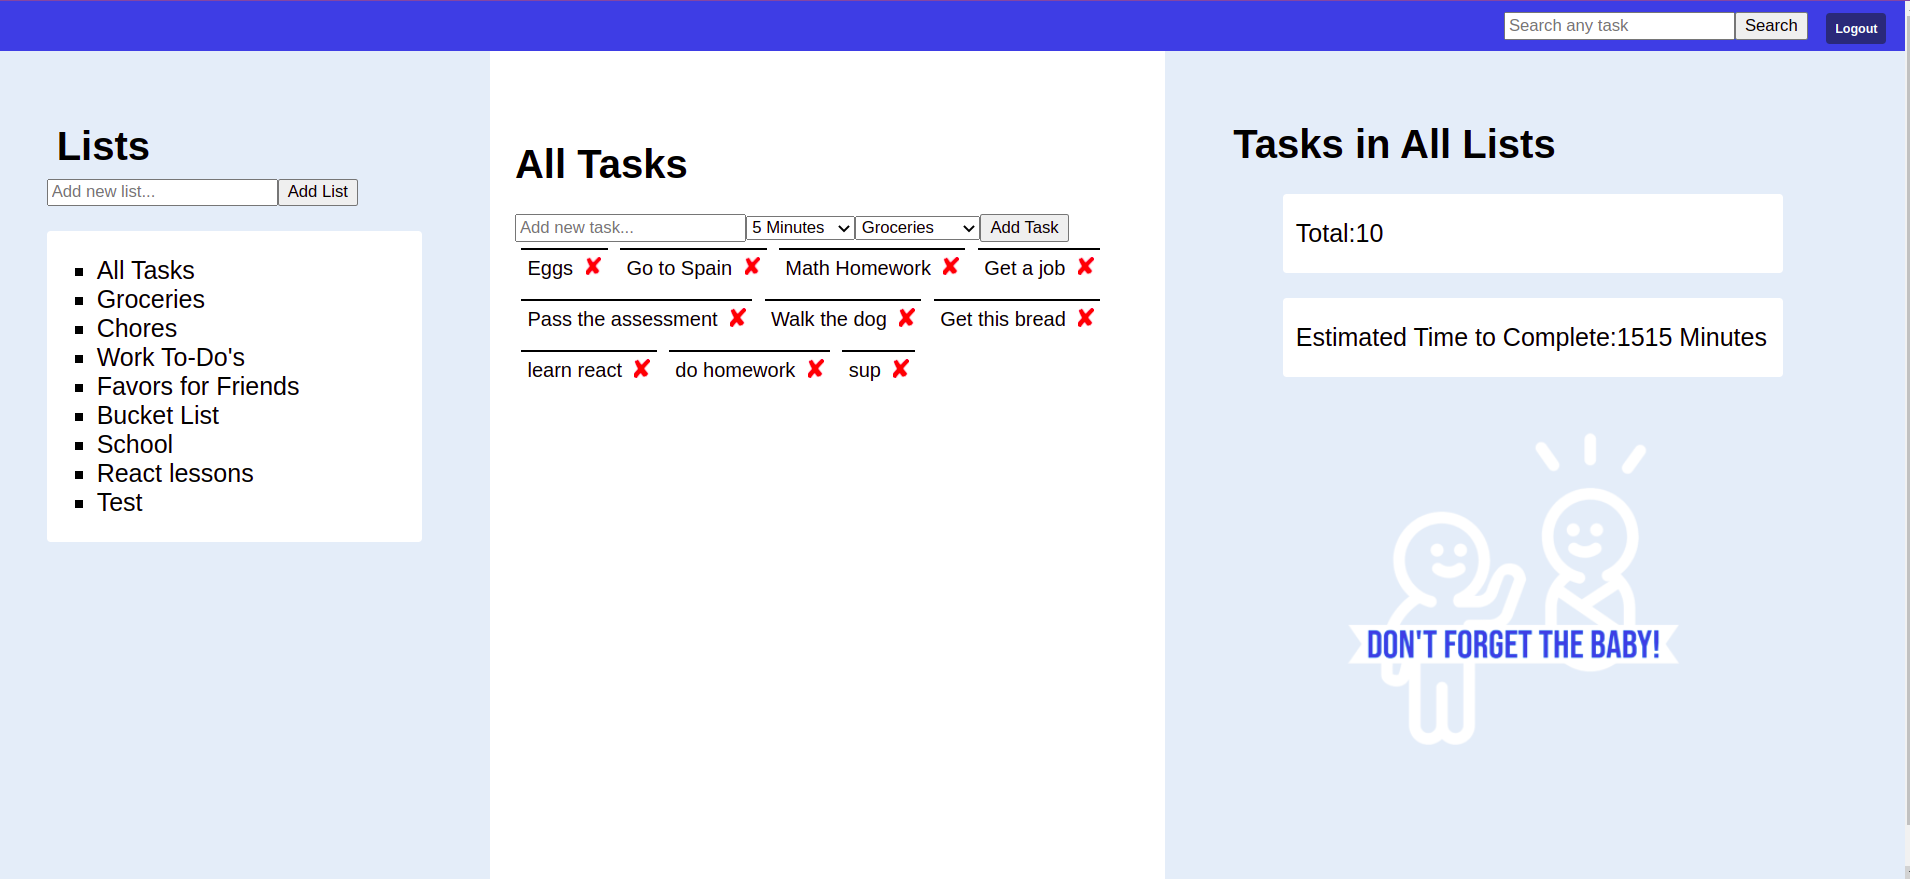 Search any task Search Logout
Lists
Add new list... Add List
All Tasks
Groceries
Chores
Work To-Do's
Favors for Friends
Bucket List
School
React lessons
Test
All Tasks
Add new task... 5 Minutes Groceries Add Task
Eggs ✘ Go to Spain ✘ Math Homework ✘ Get a job ✘
Pass the assessment ✘ Walk the dog ✘ Get this bread ✘
learn react ✘ do homework ✘ sup ✘
Tasks in All Lists
Total:10
Estimated Time to Complete:1515 Minutes
DON'T FORGET THE BABY!